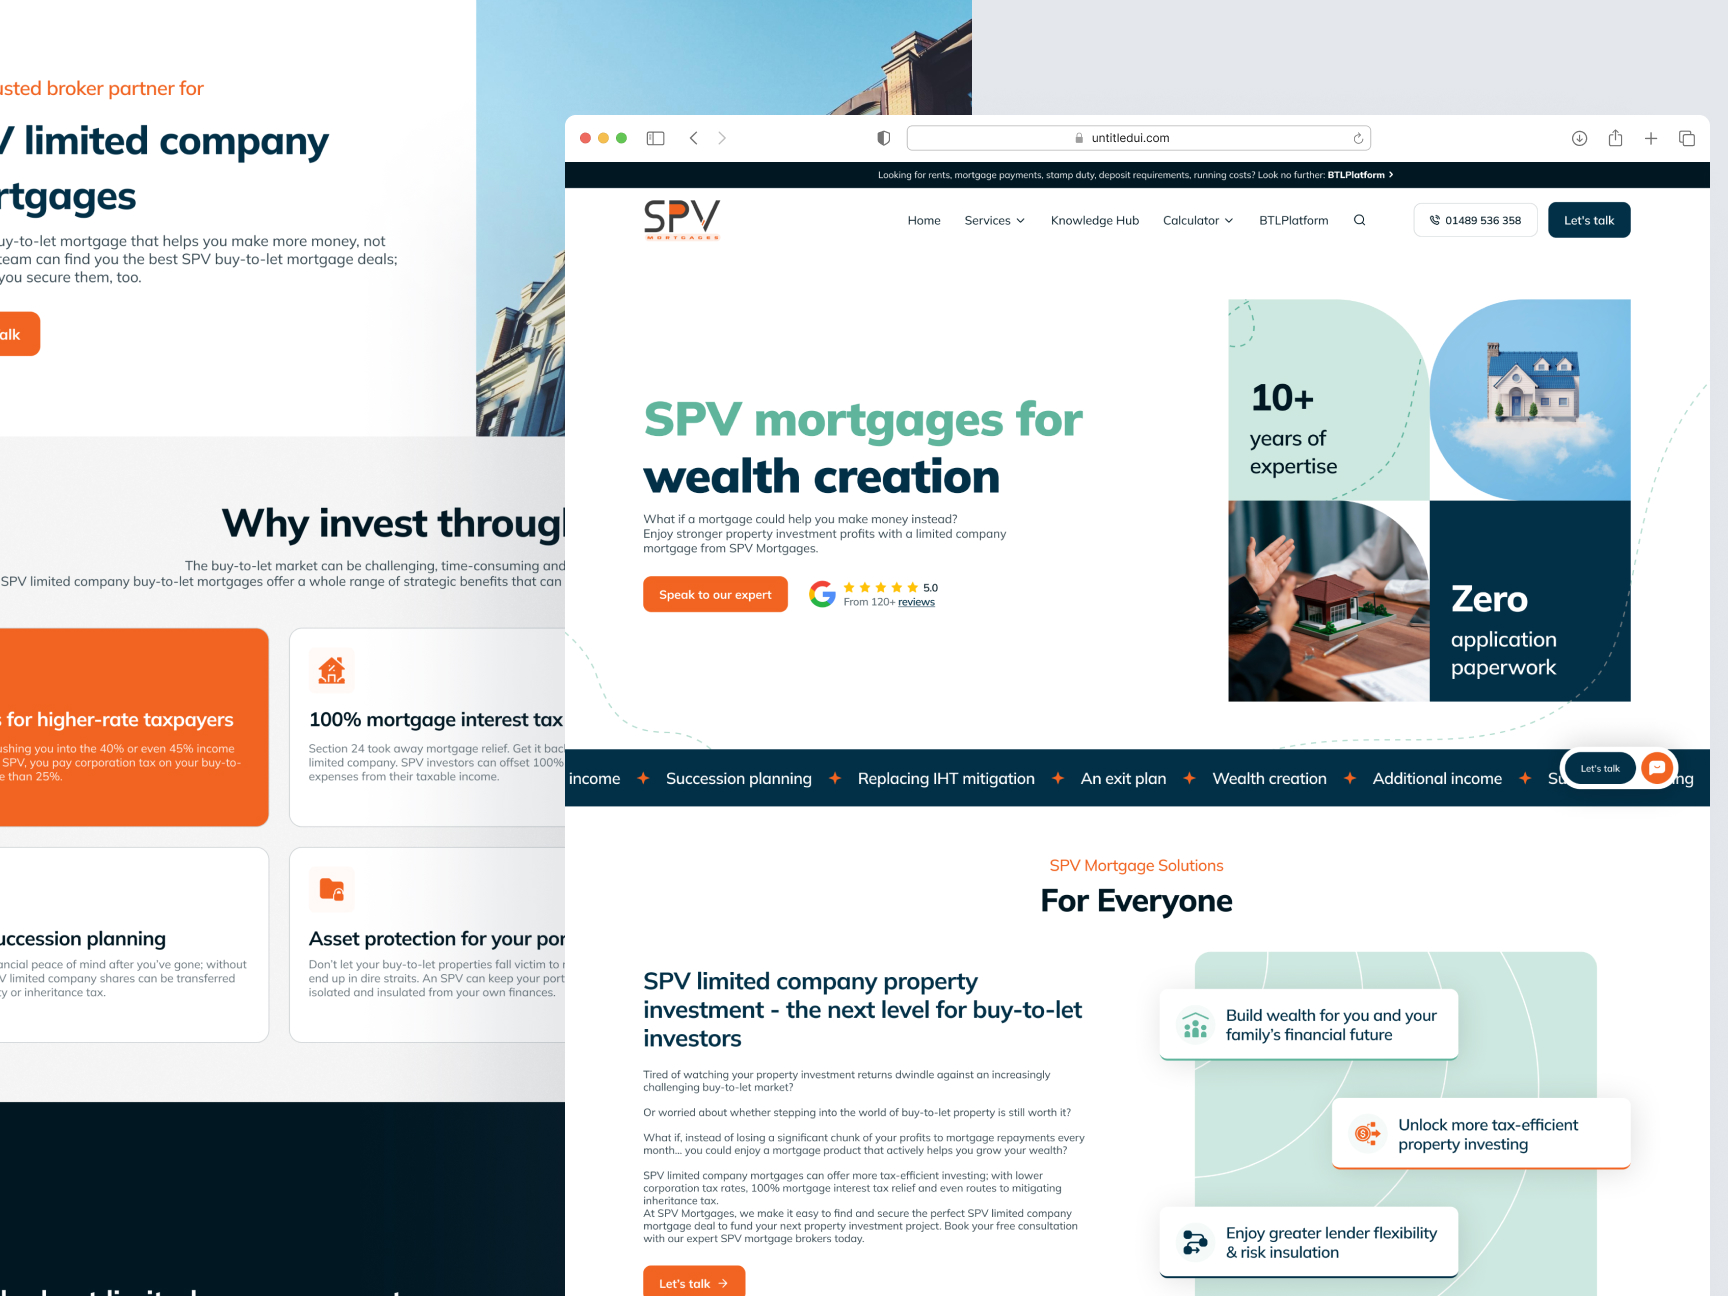 usted broker partner for
V limited company
rtgages
uy-to-let mortgage that helps you make more money, not
team can find you the best SPV buy-to-let mortgage deals;
you secure them, too.
alk
Why invest throug
The buy-to-let market can be challenging, time-consuming and
SPV limited company buy-to-let mortgages offer a whole range of strategic benefits that can
s for higher-rate taxpayers
ushing you into the 40% or even 45% income
SPV, you pay corporation tax on your buy-to-
e than 25%.
100% mortgage interest tax
Section 24 took away mortgage relief. Get it bac
limited company. SPV investors can offset 100%
expenses from their taxable income.
uccession planning
ancial peace of mind after you've gone; without
V limited company shares can be transferred
ty or inheritance tax.
Asset protection for your por
Don't let your buy-to-let properties fall victim to
end up in dire straits. An SPV can keep your port
isolated and insulated from your own finances.
untitledui.com
Looking for rents, mortgage payments, stamp duty, deposit requirements, running costs? Look no further: BTLPlatform
SPV
MORTGAGES
Home Services Knowledge Hub Calculator BTLPlatform 01489 536 358 Let's talk
SPV mortgages for
wealth creation
What if a mortgage could help you make money instead?
Enjoy stronger property investment profits with a limited company
mortgage from SPV Mortgages.
Speak to our expert
5.0
From 120+ reviews
10+
years of
expertise
Zero
application
paperwork
income Succession planning Replacing IHT mitigation An exit plan Wealth creation Additional income Su ng
Let's talk
SPV Mortgage Solutions
For Everyone
SPV limited company property
investment - the next level for buy-to-let
investors
Tired of watching your property investment returns dwindle against an increasingly
challenging buy-to-let market?
Or worried about whether stepping into the world of buy-to-let property is still worth it?
What if, instead of losing a significant chunk of your profits to mortgage repayments every
month... you could enjoy a mortgage product that actively helps you grow your wealth?
SPV limited company mortgages can offer more tax-efficient investing; with lower
corporation tax rates, 100% mortgage interest tax relief and even routes to mitigating
inheritance tax.
At SPV Mortgages, we make it easy to find and secure the perfect SPV limited company
mortgage deal to fund your next property investment project. Book your free consultation
with our expert SPV mortgage brokers today.
Let's talk
Build wealth for you and your
family's financial future
Unlock more tax-efficient
property investing
Enjoy greater lender flexibility
& risk insulation